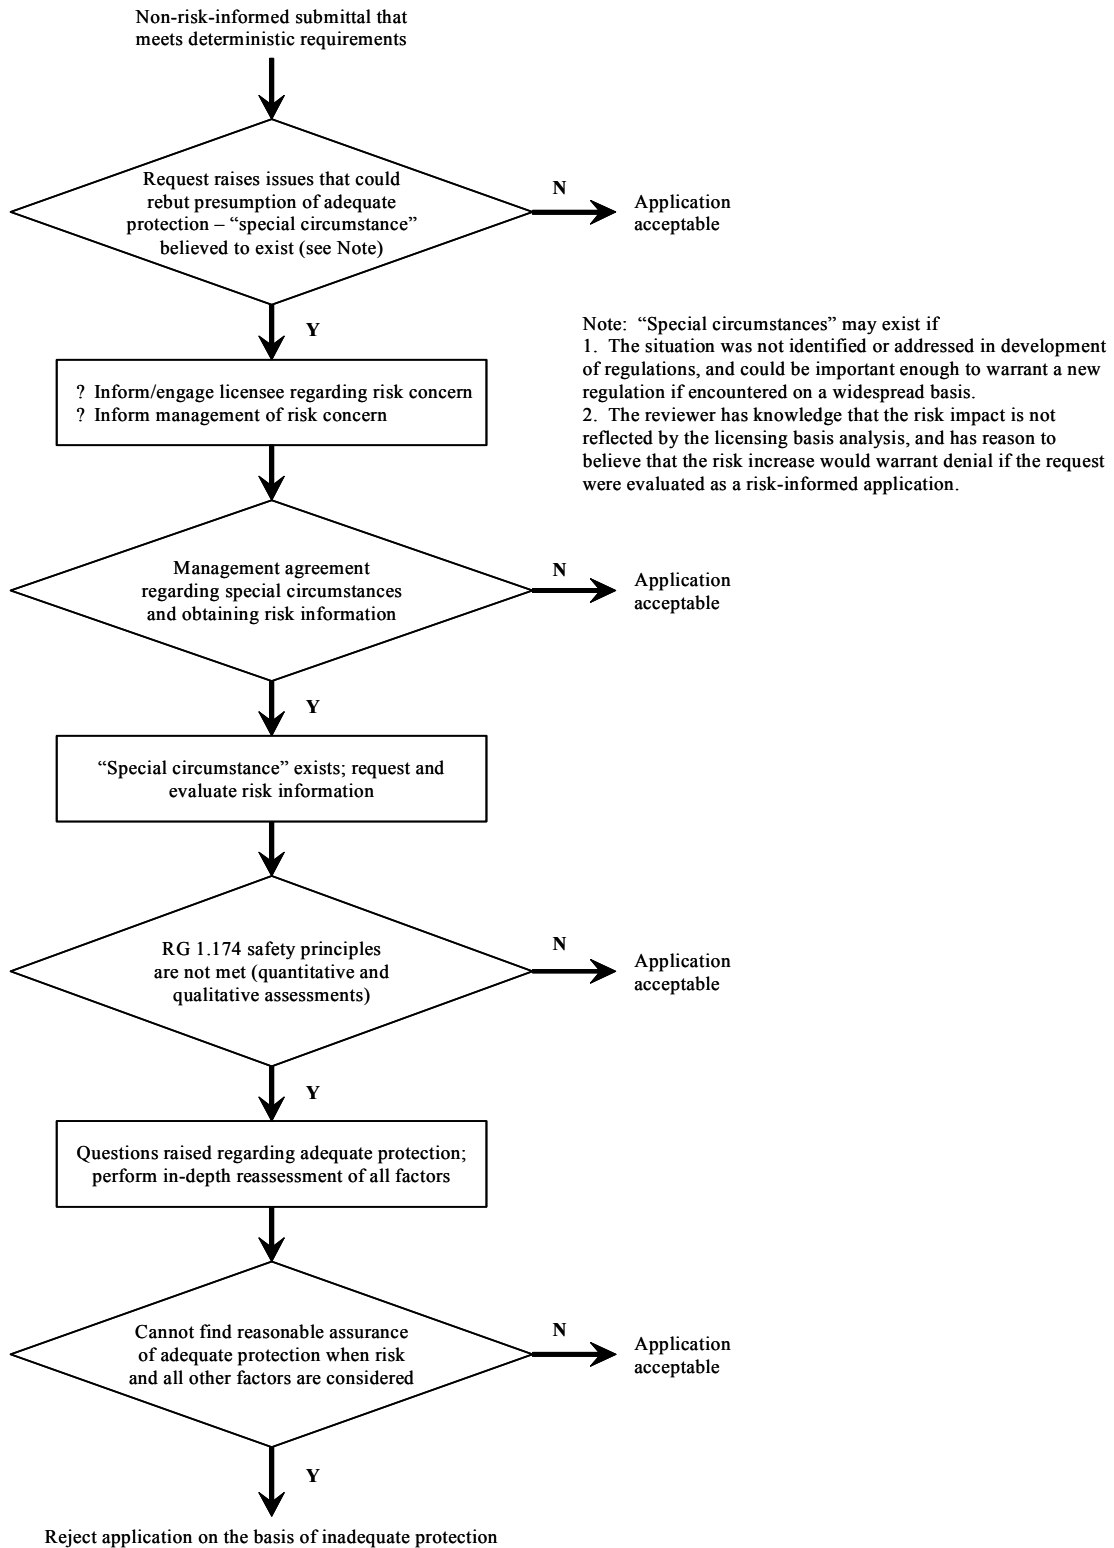 Non-risk-informed submittal that
meets deterministic requirements
Request raises issues that could
rebut presumption of adequate
protection – “special circumstance”
believed to exist (see Note)
N
Application
acceptable
Y
Note:  “Special circumstances” may exist if
1.  The situation was not identified or addressed in development
of regulations, and could be important enough to warrant a new
regulation if encountered on a widespread basis.
2.  The reviewer has knowledge that the risk impact is not
reflected by the licensing basis analysis, and has reason to
believe that the risk increase would warrant denial if the request
were evaluated as a risk-informed application.
?  Inform/engage licensee regarding risk concern
?  Inform management of risk concern
Management agreement
regarding special circumstances
and obtaining risk information
N
Application
acceptable
Y
“Special circumstance” exists; request and
evaluate risk information
RG 1.174 safety principles
are not met (quantitative and
qualitative assessments)
N
Application
acceptable
Y
Questions raised regarding adequate protection;
perform in-depth reassessment of all factors
Cannot find reasonable assurance
of adequate protection when risk
and all other factors are considered
N
Application
acceptable
Y
Reject application on the basis of inadequate protection